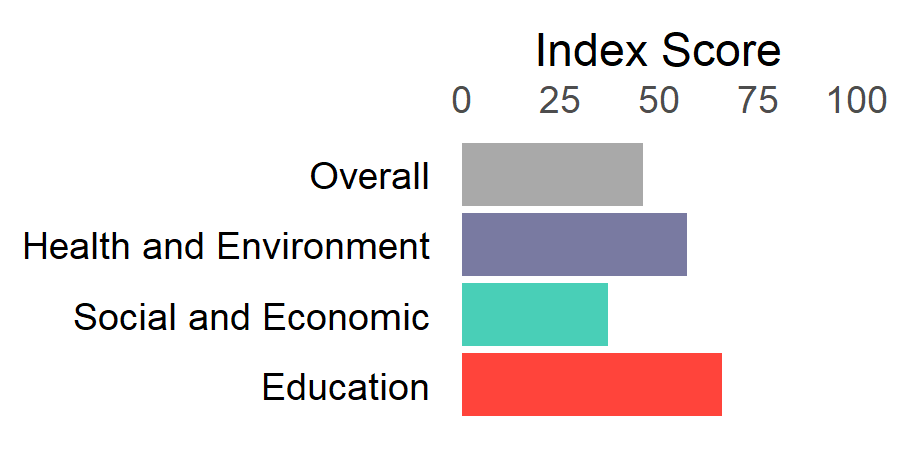 Index Score
0 25 50 75 100
Overall
Health and Environment
Social and Economic
Education